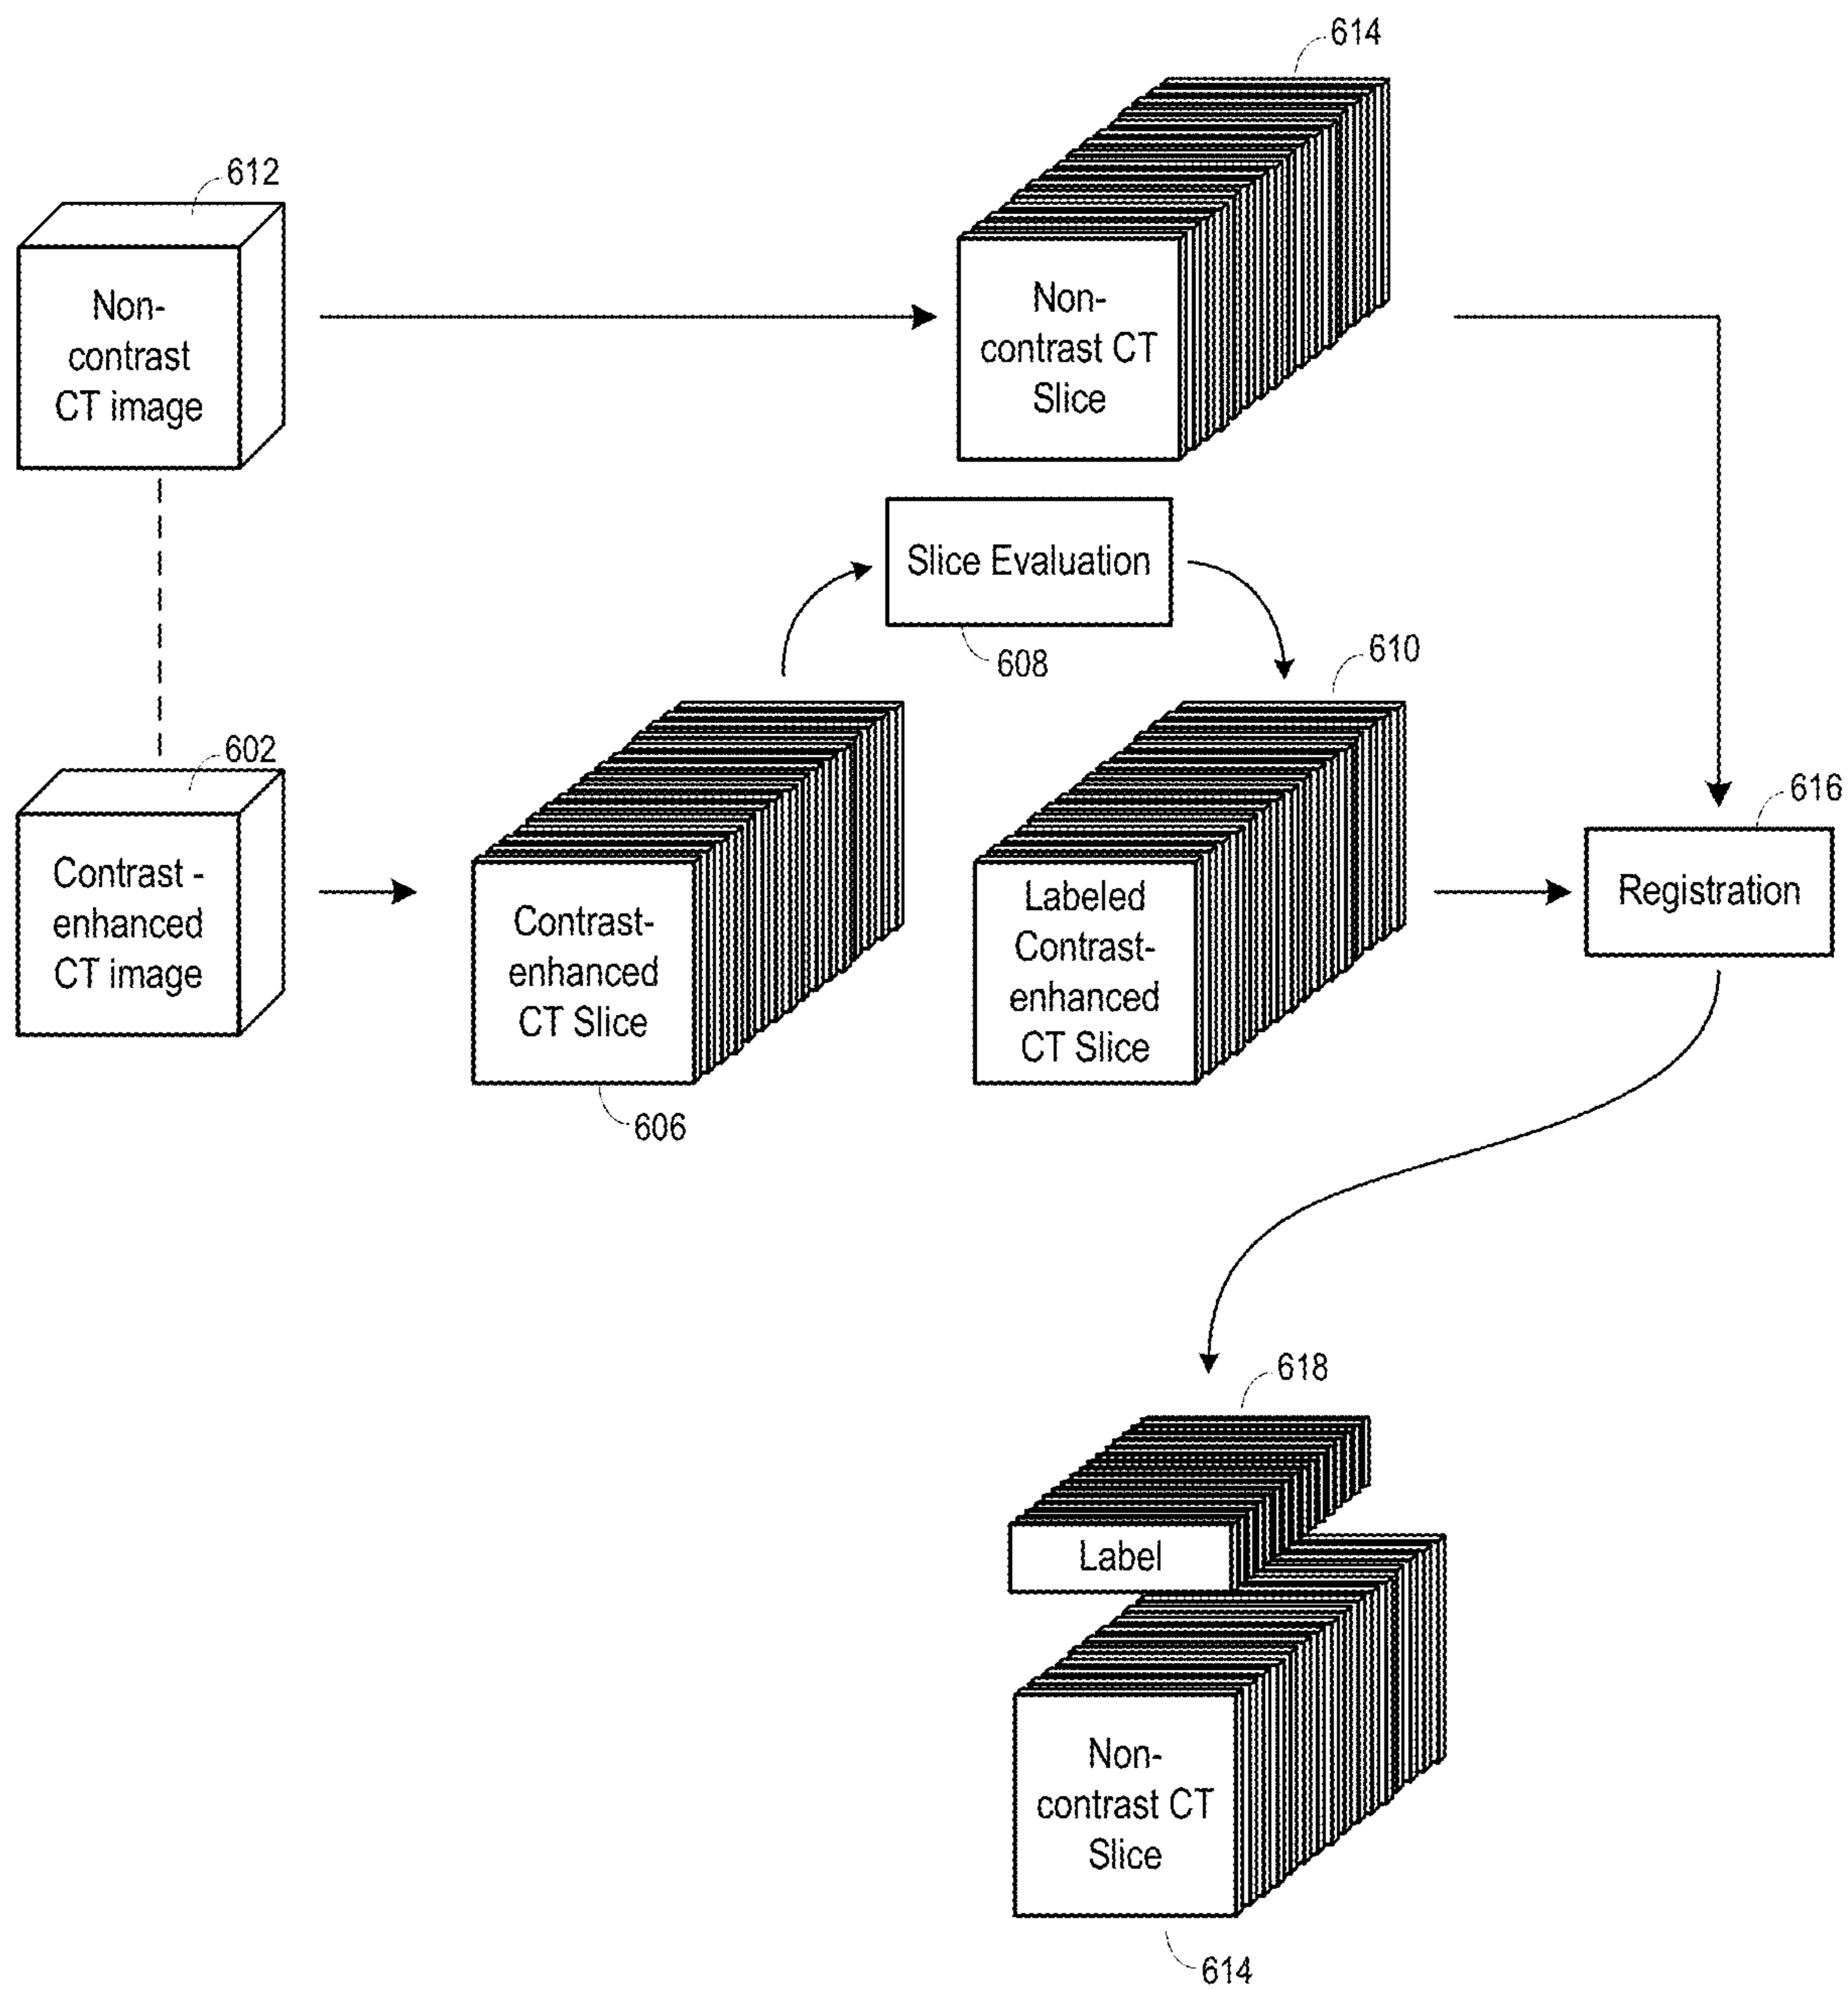 614
612
Non-
contrast
CT image
Non-
contrast CT
Slice
Slice Evaluation
608
610
602
Contrast -
enhanced
CT image
Contrast-
enhanced
CT Slice
606
Labeled
Contrast-
enhanced
CT Slice
616
Registration
618
Label
Non-
contrast CT
Slice
614